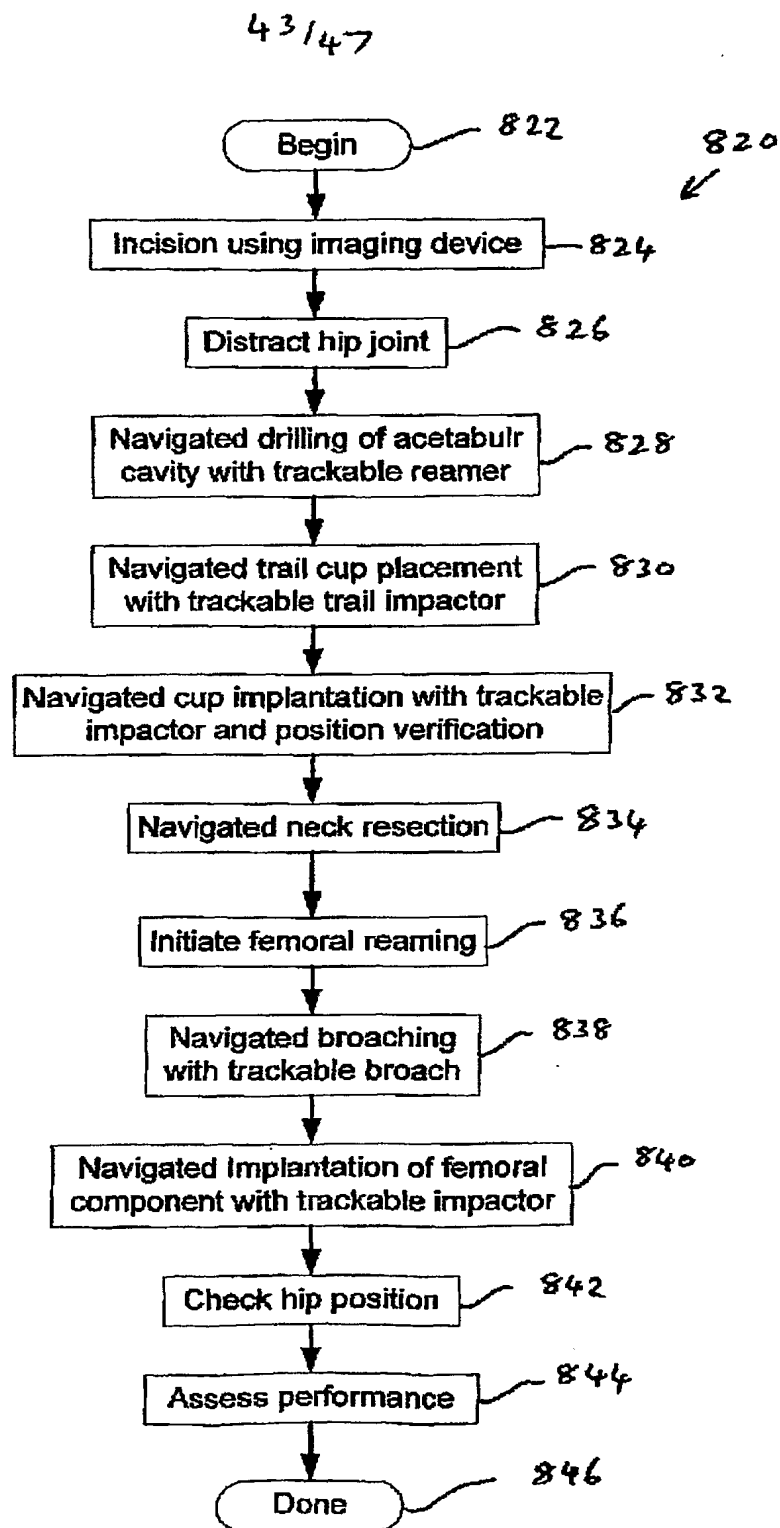 43/47
Begin
822
820
Incision using imaging device
824
Distract hip joint
826
Navigated drilling of acetabulr
cavity with trackable reamer
828
Navigated trail cup placement
with trackable trail impactor
830
Navigated cup implantation with trackable
impactor and position verification
832
Navigated neck resection
834
Initiate femoral reaming
836
Navigated broaching
with trackable broach
838
Navigated Implantation of femoral
component with trackable impactor
840
Check hip position
842
Assess performance
844
Done
846